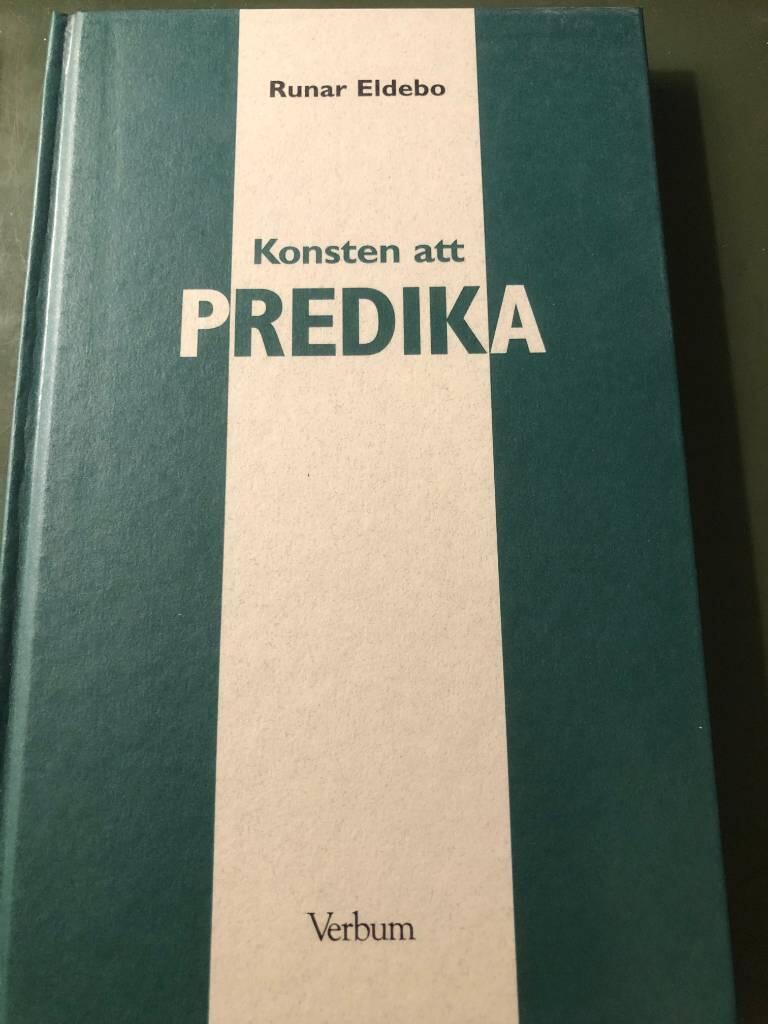 Runar Eldebo
Konsten att
PREDIKA
Verbum